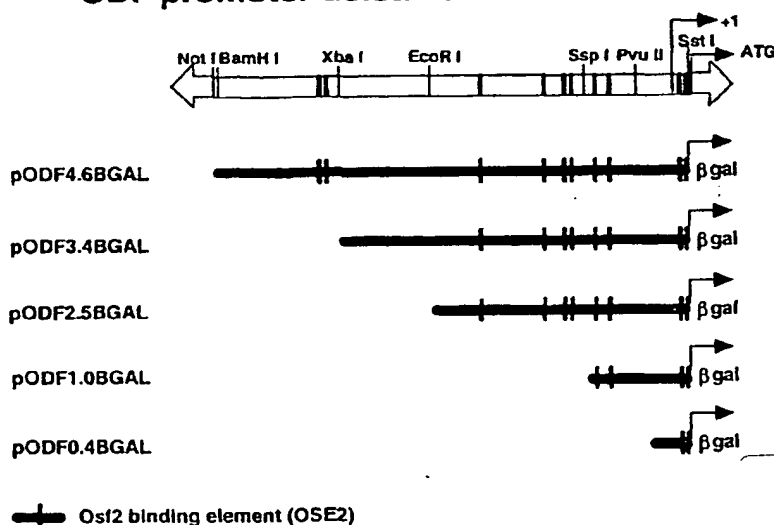 +1
Not I BamH I Xba I EcoR I Ssp I Pvu II Sst I ATG
pODF4.6BGAL βgal
pODF3.4BGAL βgal
pODF2.5BGAL βgal
pODF1.0BGAL βgal
pODF0.4BGAL βgal
Osf2 binding element (OSE2)